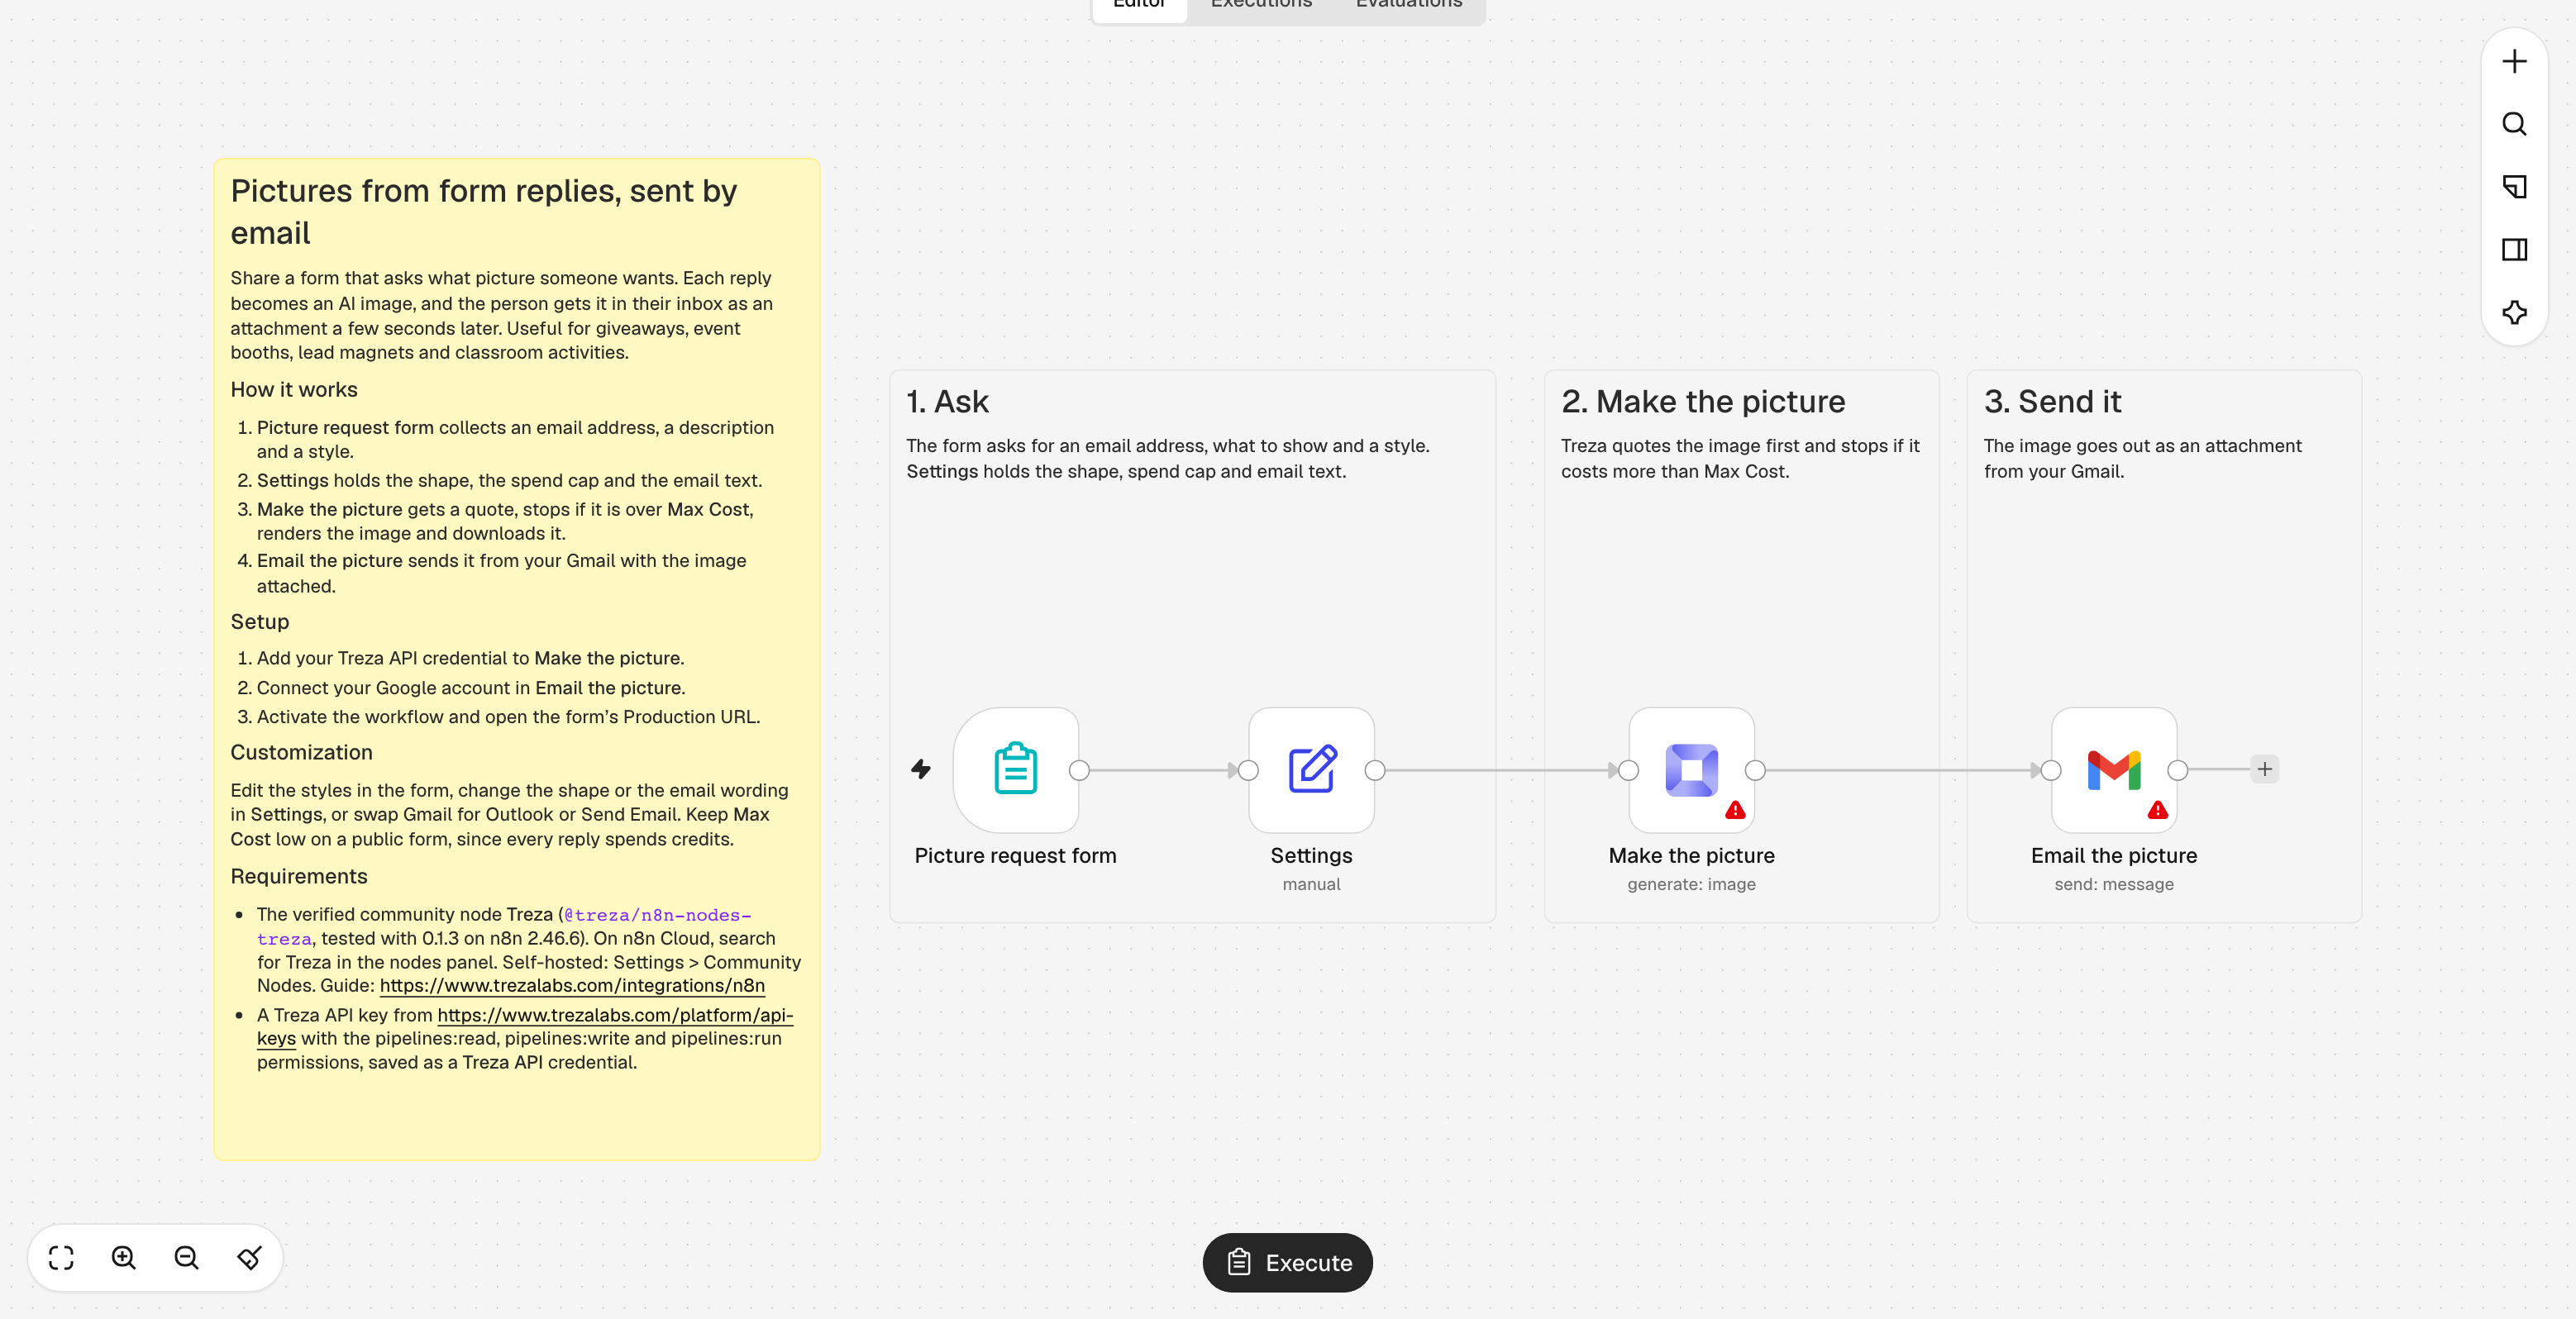 Editor Executions Evaluations
Pictures from form replies, sent by
email
Share a form that asks what picture someone wants. Each reply
becomes an AI image, and the person gets it in their inbox as an
attachment a few seconds later. Useful for giveaways, event
booths, lead magnets and classroom activities.
How it works
1. Picture request form collects an email address, a description
and a style.
2. Settings holds the shape, the spend cap and the email text.
3. Make the picture gets a quote, stops if it is over Max Cost,
renders the image and downloads it.
4. Email the picture sends it from your Gmail with the image
attached.
Setup
1. Add your Treza API credential to Make the picture.
2. Connect your Google account in Email the picture.
3. Activate the workflow and open the form’s Production URL.
Customization
Edit the styles in the form, change the shape or the email wording
in Settings, or swap Gmail for Outlook or Send Email. Keep Max
Cost low on a public form, since every reply spends credits.
Requirements
• The verified community node Treza (@treza/n8n-nodes-
treza, tested with 0.1.3 on n8n 2.46.6). On n8n Cloud, search
for Treza in the nodes panel. Self-hosted: Settings > Community
Nodes. Guide: https://www.trezalabs.com/integrations/n8n
• A Treza API key from https://www.trezalabs.com/platform/api-
keys with the pipelines:read, pipelines:write and pipelines:run
permissions, saved as a Treza API credential.
1. Ask
The form asks for an email address, what to show and a style.
Settings holds the shape, spend cap and email text.
Picture request form
Settings
manual
2. Make the picture
Treza quotes the image first and stops if it
costs more than Max Cost.
Make the picture
generate: image
3. Send it
The image goes out as an attachment
from your Gmail.
Email the picture
send: message
Execute